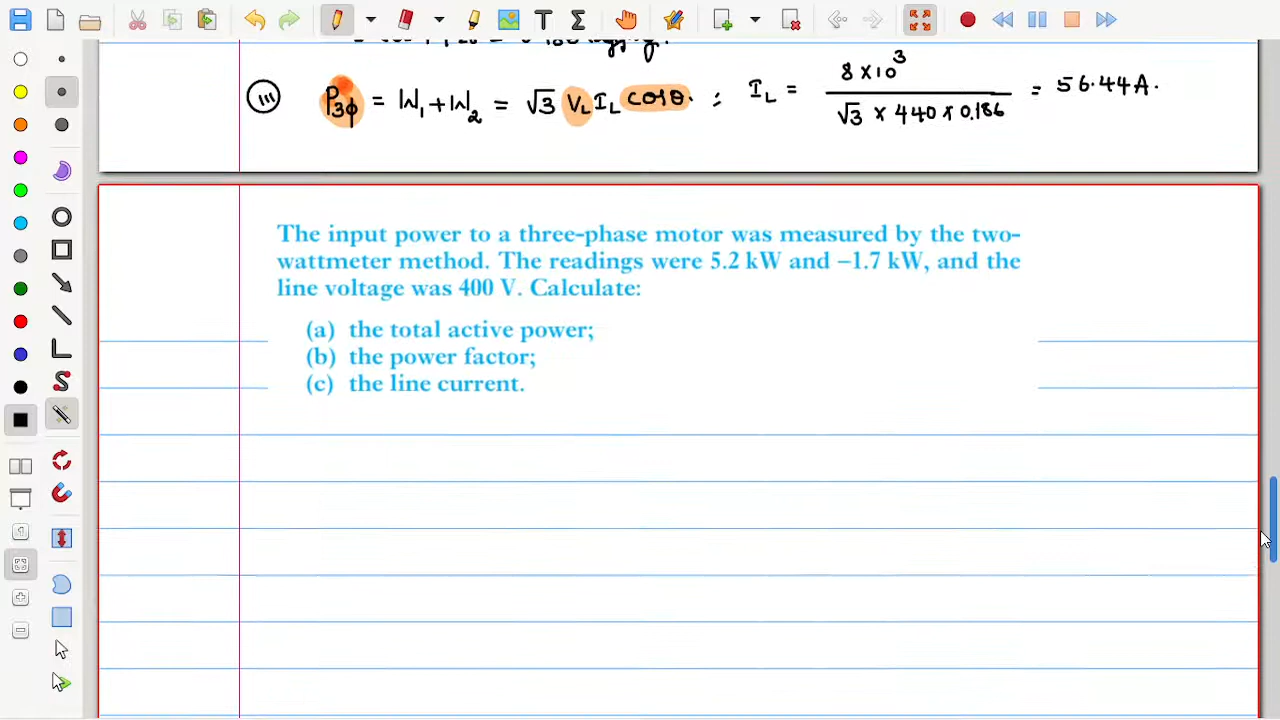 (iii) P3φ = W1 + W2 = √3 VL IL cosθ. ; IL = 8 × 10^3 / √3 × 440 × 0.186 = 56.44A.
The input power to a three-phase motor was measured by the two-
wattmeter method. The readings were 5.2 kW and −1.7 kW, and the
line voltage was 400 V. Calculate:
(a) the total active power;
(b) the power factor;
(c) the line current.